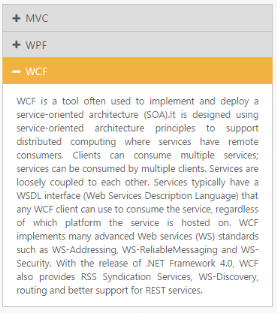 MVC
WPF
WCF
WCF is a tool often used to implement and deploy a
service-oriented architecture (SOA).It is designed using
service-oriented architecture principles to support
distributed computing where services have remote
consumers. Clients can consume multiple services;
services can be consumed by multiple clients. Services are
loosely coupled to each other. Services typically have a
WSDL interface (Web Services Description Language) that
any WCF client can use to consume the service, regardless
of which platform the service is hosted on. WCF
implements many advanced Web services (WS) standards
such as WS-Addressing, WS-ReliableMessaging and WS-
Security. With the release of .NET Framework 4.0, WCF
also provides RSS Syndication Services, WS-Discovery,
routing and better support for REST services.